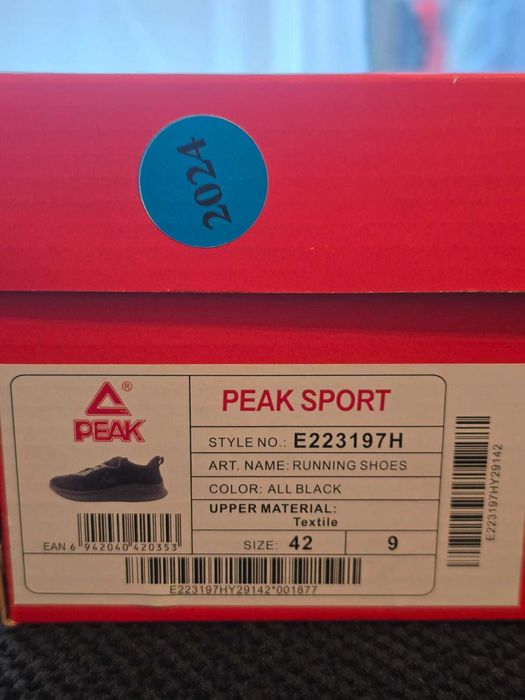 2024
®
PEAK
PEAK SPORT
STYLE NO.: E223197H
ART. NAME: RUNNING SHOES
COLOR: ALL BLACK
UPPER MATERIAL:
Textile
SIZE: 42 9
EAN 6 942040 420353
E223197HY29142*001877
E223197HY29142